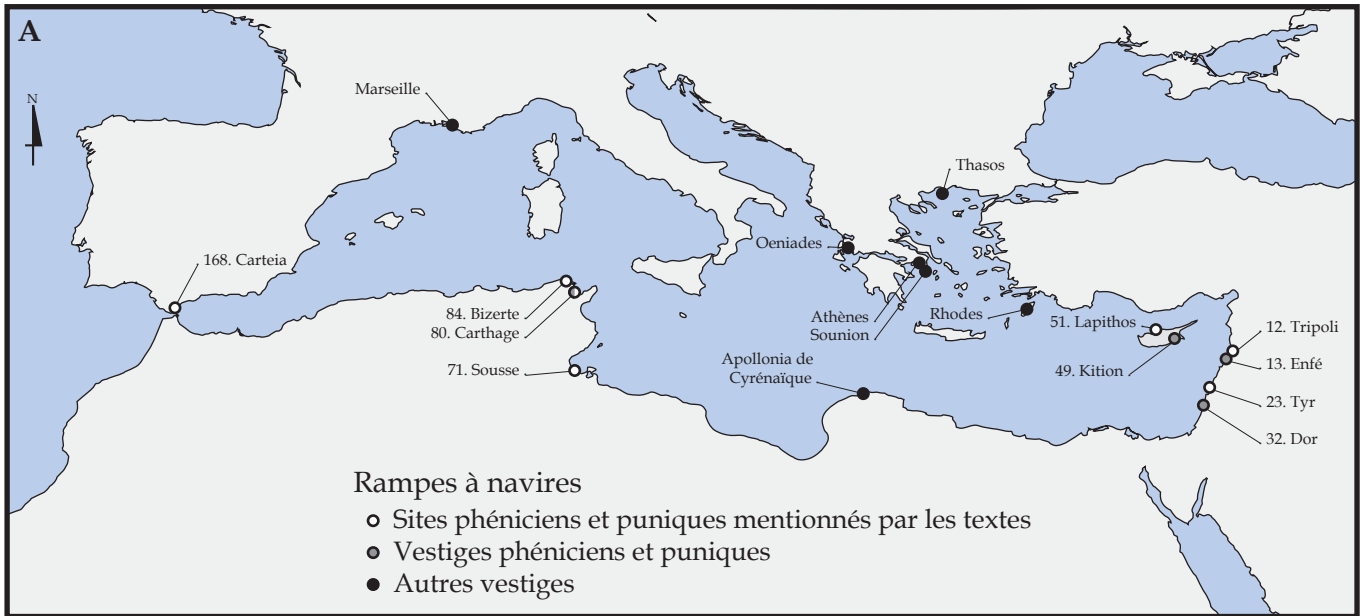 A
N
Marseille
Thasos
Oeniades
168. Carteia
84. Bizerte
80. Carthage
Athènes
Sounion
Rhodes
51. Lapithos
12. Tripoli
13. Enfé
49. Kition
71. Sousse
Apollonia de
Cyrénaïque
23. Tyr
32. Dor
Rampes à navires
Sites phéniciens et puniques mentionnés par les textes
Vestiges phéniciens et puniques
Autres vestiges